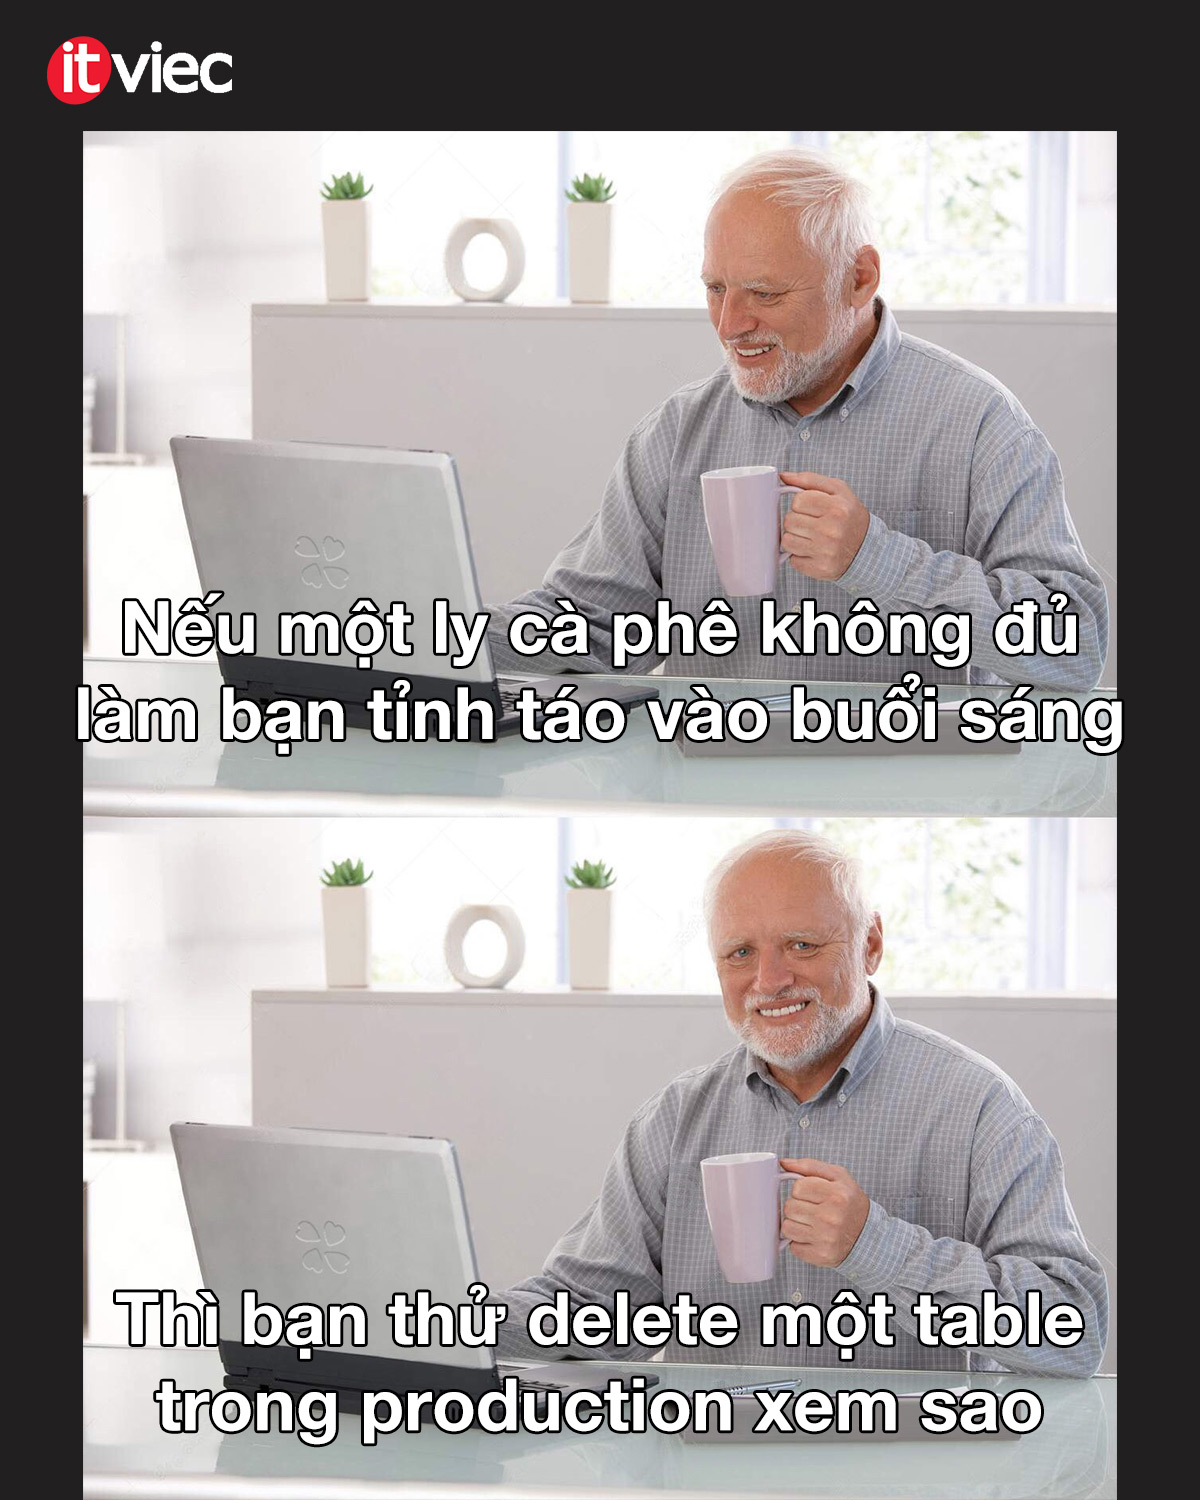 itviec
Nếu một ly cà phê không đủ
làm bạn tỉnh táo vào buổi sáng
Thì bạn thử delete một table
trong production xem sao